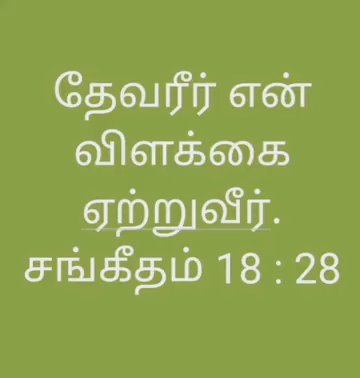 தேவரீர் என்
விளக்கை
ஏற்றுவீர்.
சங்கீதம் 18 : 28